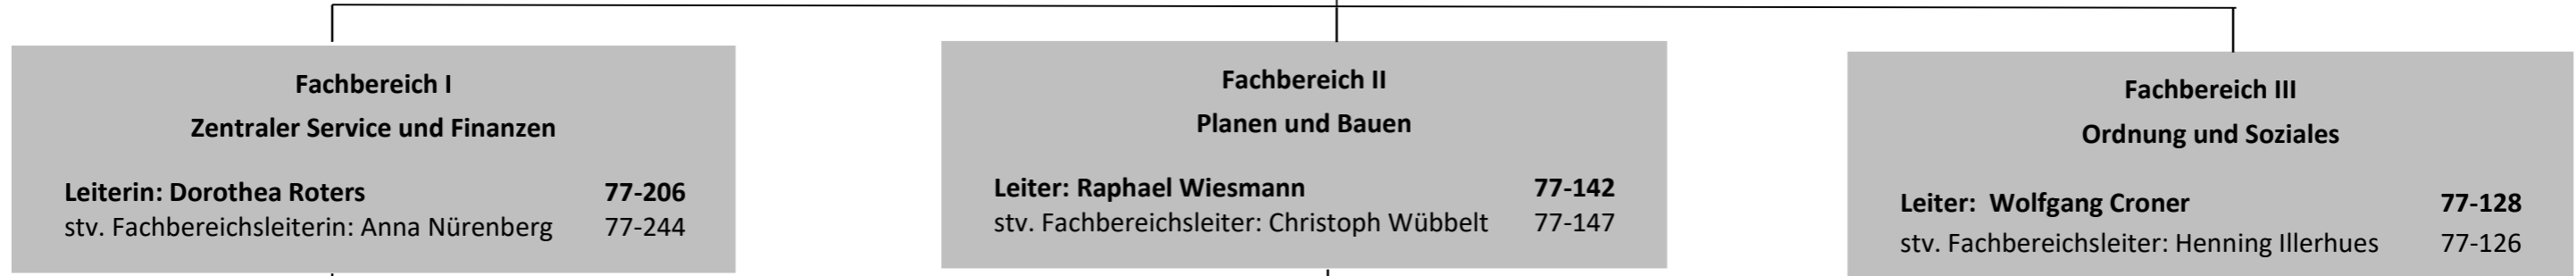 Fachbereich I
Zentraler Service und Finanzen
Leiterin: Dorothea Roters 77-206
stv. Fachbereichsleiterin: Anna Nürenberg 77-244
Fachbereich II
Planen und Bauen
Leiter: Raphael Wiesmann 77-142
stv. Fachbereichsleiter: Christoph Wübbelt 77-147
Fachbereich III
Ordnung und Soziales
Leiter: Wolfgang Croner 77-128
stv. Fachbereichsleiter: Henning Illerhues 77-126